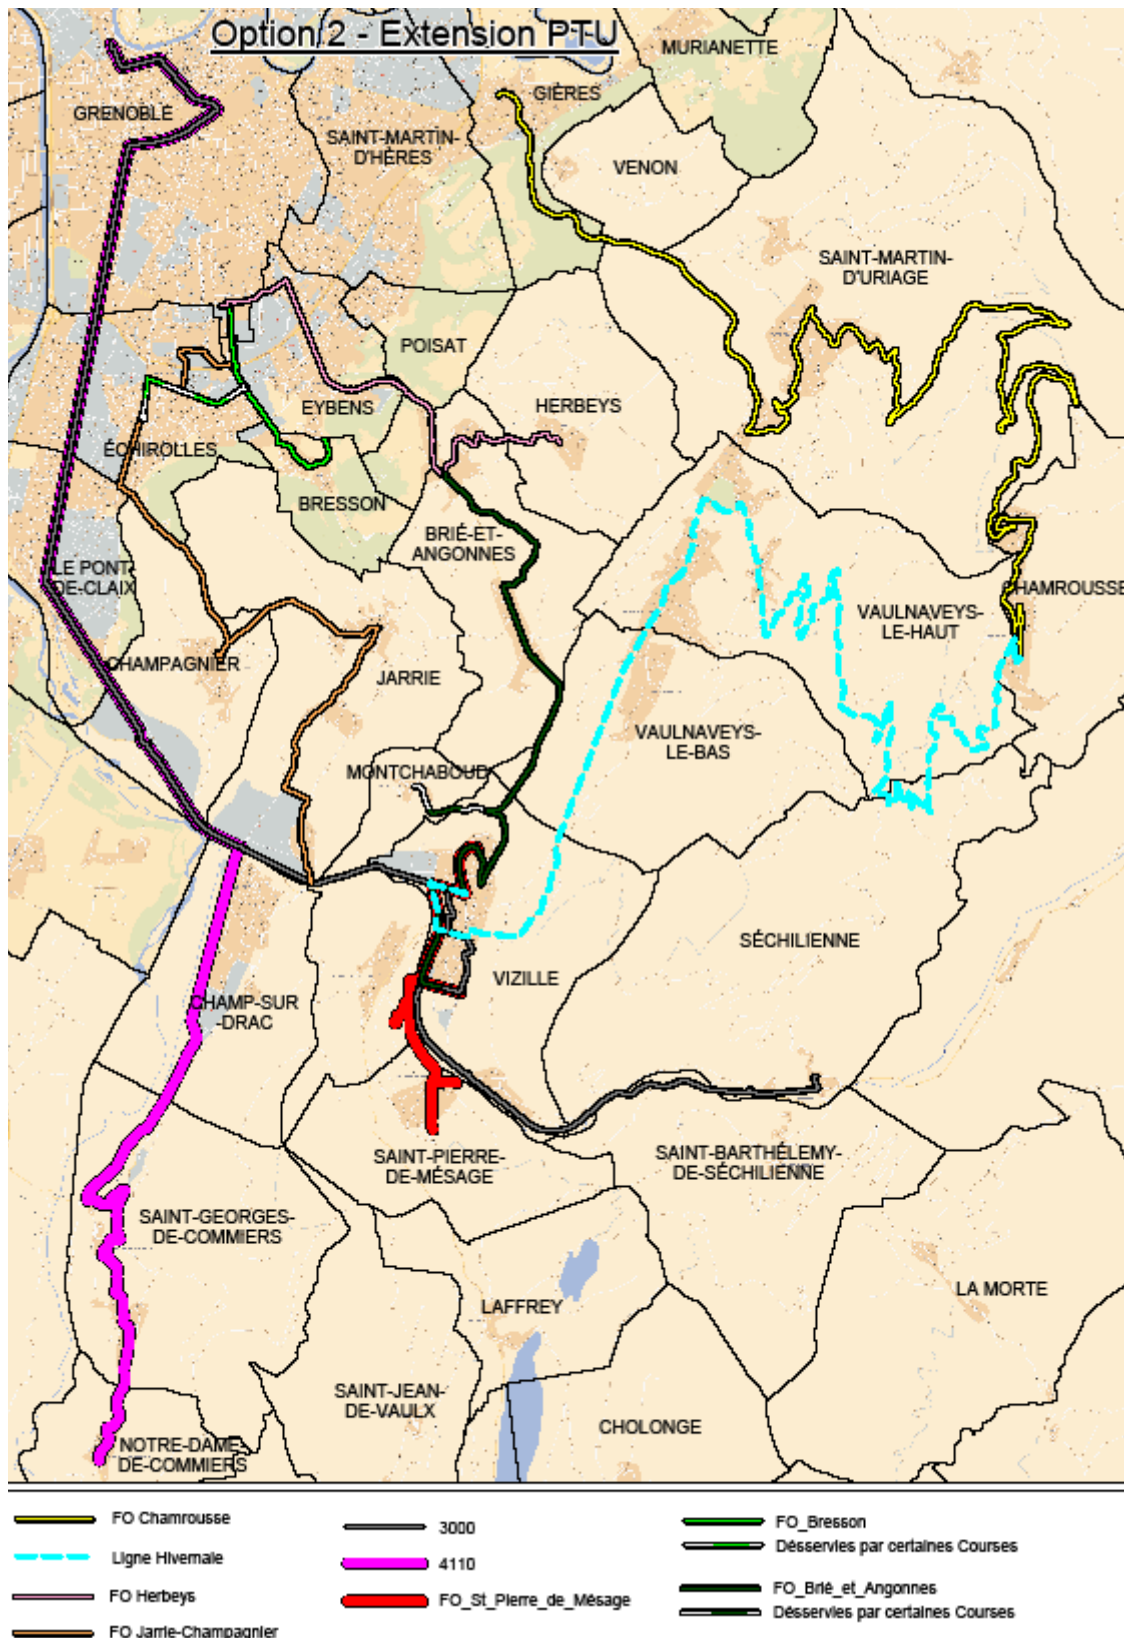 Option 2 - Extension PTU
MURIANETTE
GIÈRES
GRENOBLE
SAINT-MARTIN-
D'HÈRES
VENON
SAINT-MARTIN-
D'URIAGE
POISAT
EYBENS
HERBEYS
ÉCHIROLLES
BRESSON
BRIÉ-ET-
ANGONNES
LE PONT-
DE-CLAIX
CHAMROUSSE
VAULNAVEYS-
LE-HAUT
CHAMPAGNIER
JARRIE
VAULNAVEYS-
LE-BAS
MONTCHABOUD
SÉCHILIENNE
VIZILLE
CHAMP-SUR
-DRAC
SAINT-PIERRE-
DE-MÉSAGE
SAINT-BARTHÉLEMY-
DE-SÉCHILIENNE
SAINT-GEORGES-
DE-COMMIERS
LA MORTE
LAFFREY
SAINT-JEAN-
DE-VAULX
CHOLONGE
NOTRE-DAME-
DE-COMMIERS
FO Chamrousse
Ligne Hivernale
FO Herbeys
FO Jarrie-Champagnier
3000
4110
FO_St_Pierre_de_Mésage
FO_Bresson
Désservies par certaines Courses
FO_Brié_et_Angonnes
Désservies par certaines Courses